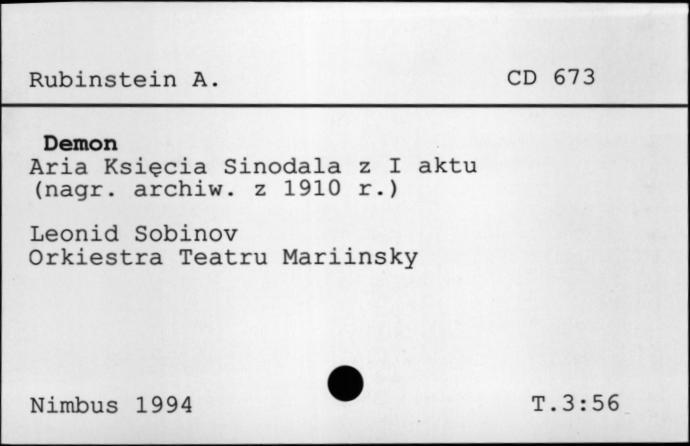 Rubinstein A. CD 673
Demon
Aria Księcia Sinodala z I aktu
(nagr. archiw. z 1910 r.)
Leonid Sobinov
Orkiestra Teatru Mariinsky
Nimbus 1994 T.3:56